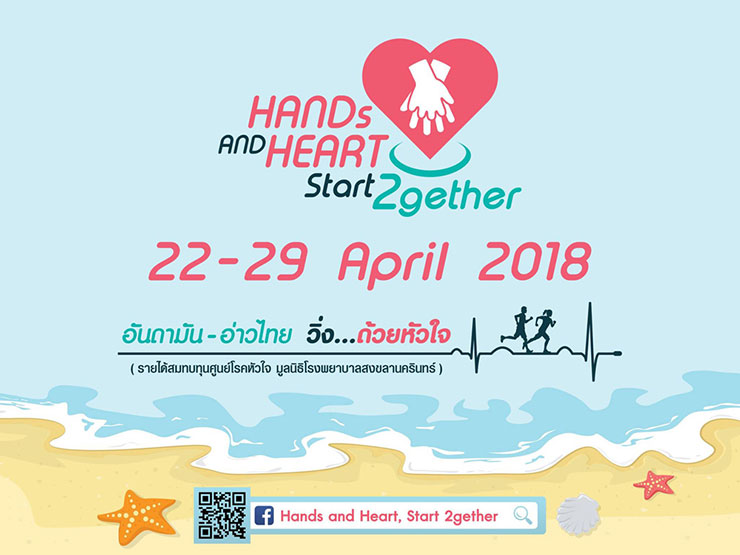 HANDs
AND HEART
Start 2gether
22-29 April 2018
อันดามัน - อ่าวไทย วิ่ง...ด้วยหัวใจ
( รายได้สมทบทุนศูนย์โรคหัวใจ มูลนิธิโรงพยาบาลสงขลานครินทร์ )
Hands and Heart, Start 2gether